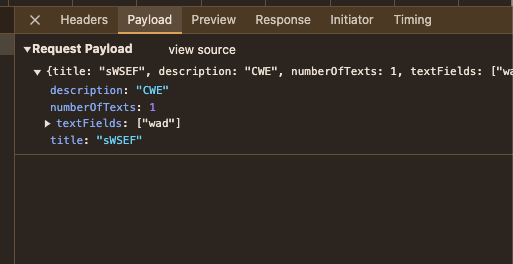 Headers Payload Preview Response Initiator Timing
▼Request Payload view source
▼{title: "sWSEF", description: "CWE", numberOfTexts: 1, textFields: ["wa
description: "CWE"
numberOfTexts: 1
▶textFields: ["wad"]
title: "sWSEF"